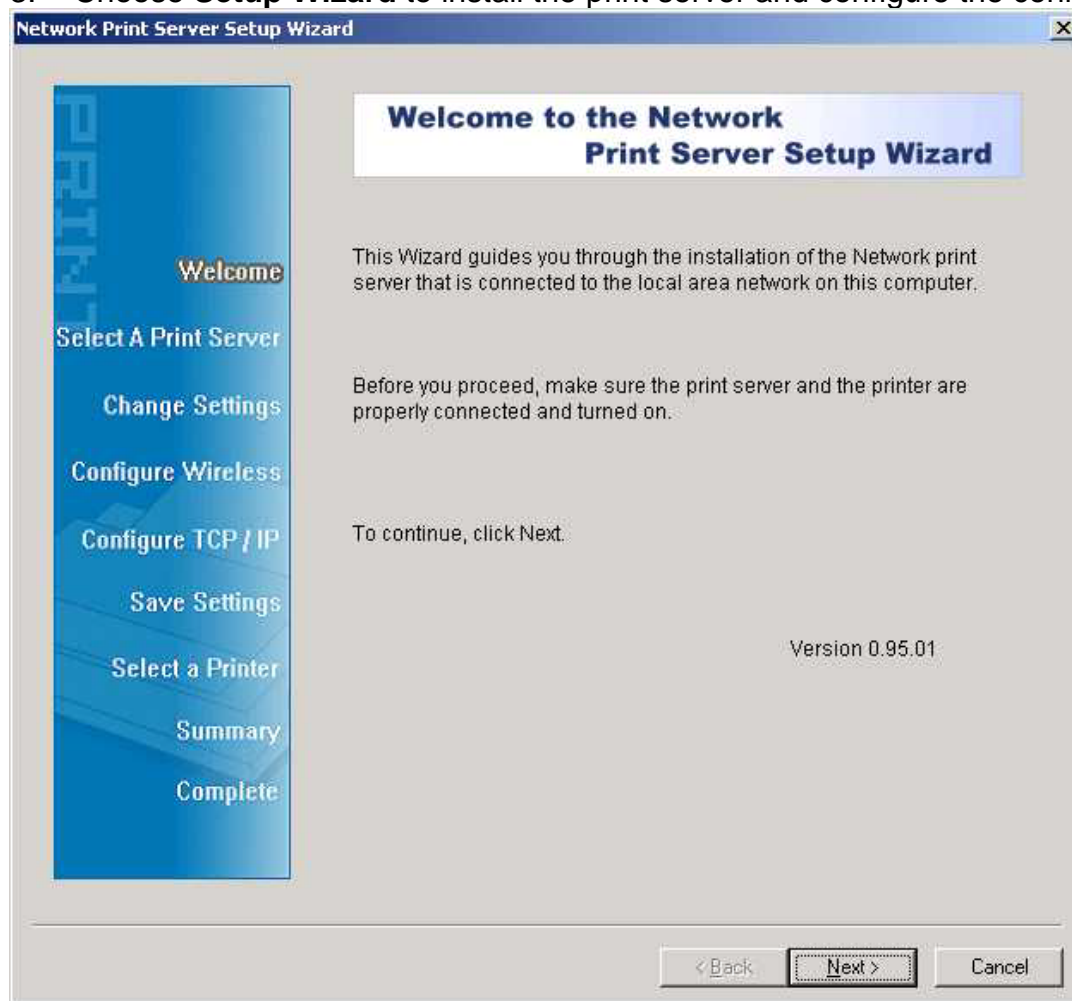 Choose Setup Wizard to install the print server and configure the
Network Print Server Setup Wizard
PRINT
Welcome to the Network
Print Server Setup Wizard
Welcome
Select A Print Server
Change Settings
Configure Wireless
Configure TCP / IP
Save Settings
Select a Printer
Summary
Complete
This Wizard guides you through the installation of the Network print
server that is connected to the local area network on this computer.
Before you proceed, make sure the print server and the printer are
properly connected and turned on.
To continue, click Next.
Version 0.95.01
< Back
Next >
Cancel